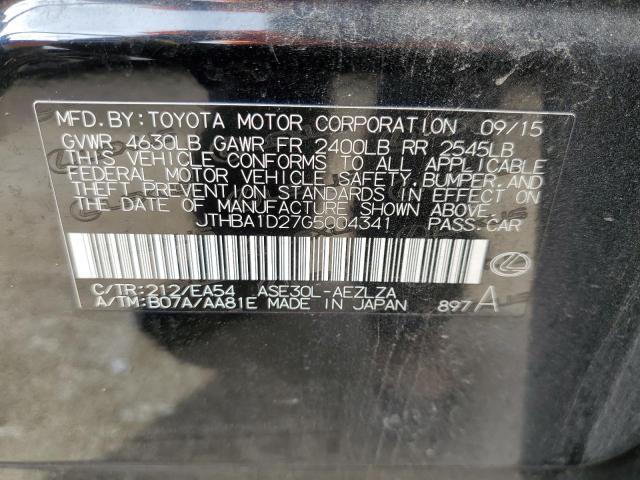 MFD. BY: TOYOTA MOTOR CORPORATION 09/15
GVWR 4630LB GAWR FR 2400LB RR 2545LB
THIS VEHICLE CONFORMS TO ALL APPLICABLE
FEDERAL MOTOR VEHICLE SAFETY, BUMPER, AND
THEFT PREVENTION STANDARDS IN EFFECT ON
THE DATE OF MANUFACTURE SHOWN ABOVE.
JTHBA1D27G5004341 PASS.CAR
C/TR:212/EA54 ASE30L-AEZLZA
A/TM:B07A/AA81E MADE IN JAPAN 897 A